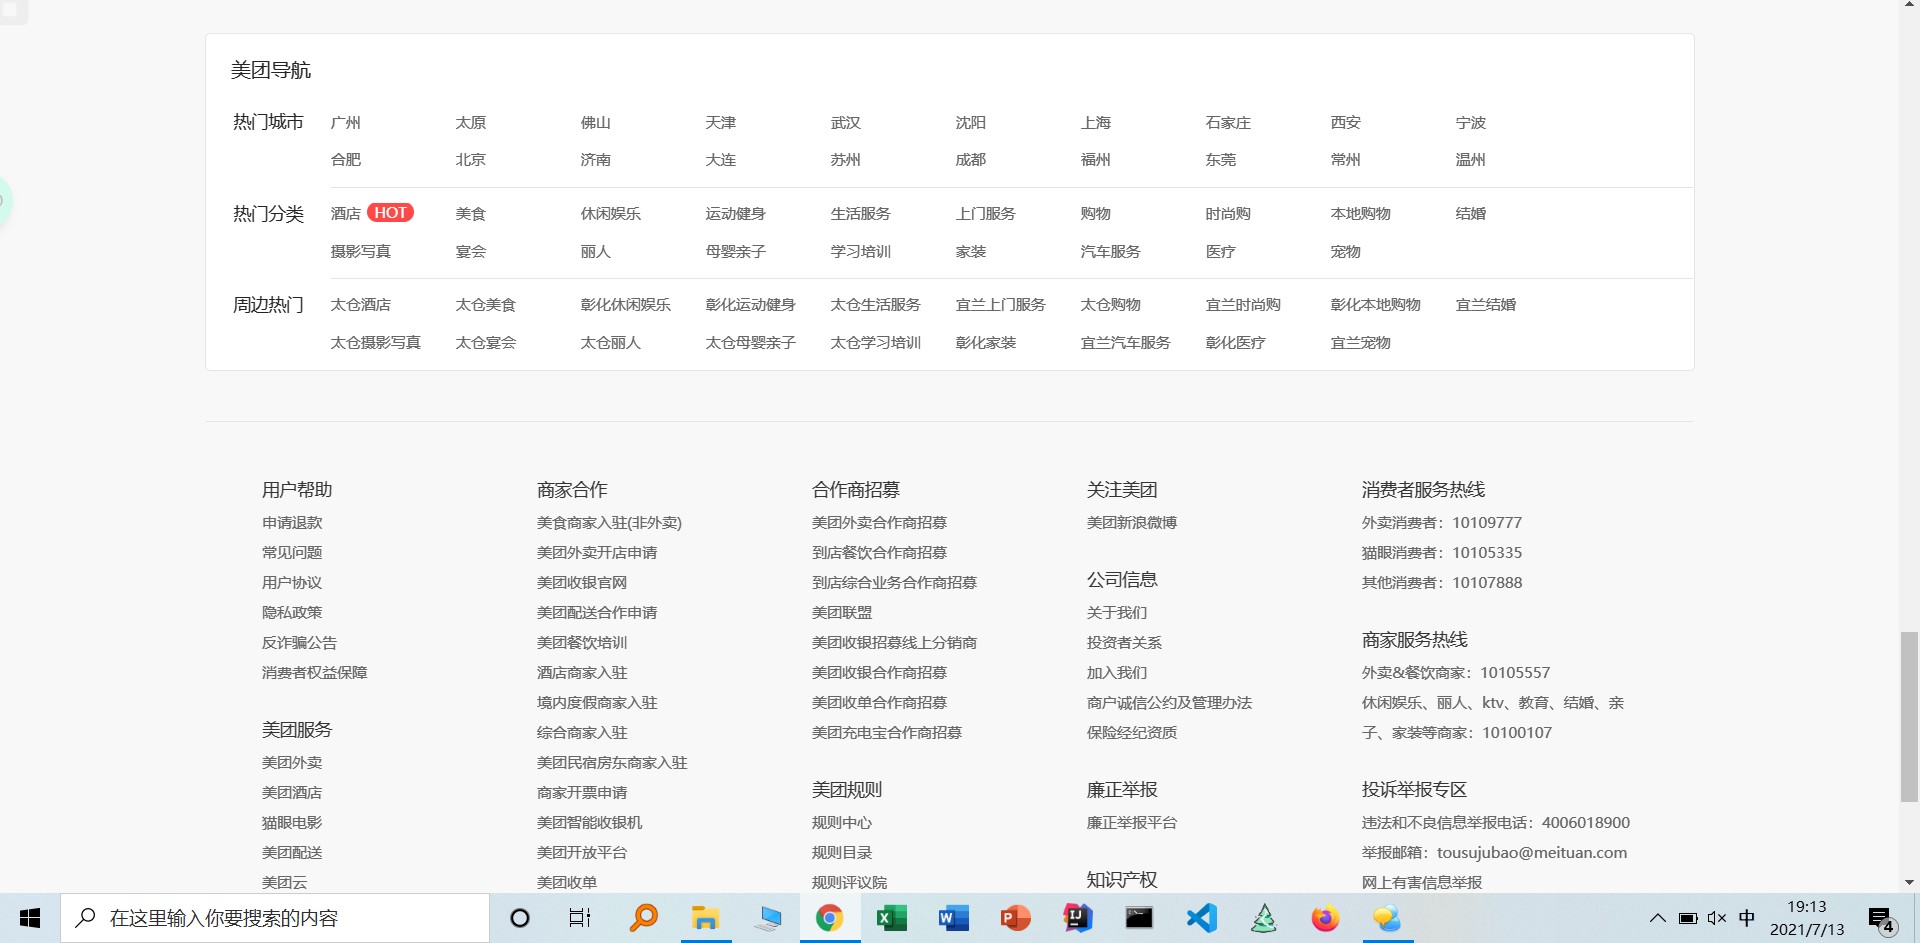 美团导航
热门城市 广州 太原 佛山 天津 武汉 沈阳 上海 石家庄 西安 宁波
合肥 北京 济南 大连 苏州 成都 福州 东莞 常州 温州
热门分类 酒店 HOT 美食 休闲娱乐 运动健身 生活服务 上门服务 购物 时尚购 本地购物 结婚
摄影写真 宴会 丽人 母婴亲子 学习培训 家装 汽车服务 医疗 宠物
周边热门 太仓酒店 太仓美食 彰化休闲娱乐 彰化运动健身 太仓生活服务 宜兰上门服务 太仓购物 宜兰时尚购 彰化本地购物 宜兰结婚
太仓摄影写真 太仓宴会 太仓丽人 太仓母婴亲子 太仓学习培训 彰化家装 宜兰汽车服务 彰化医疗 宜兰宠物
用户帮助
申请退款
常见问题
用户协议
隐私政策
反诈骗公告
消费者权益保障
美团服务
美团外卖
美团酒店
猫眼电影
美团配送
美团云
商家合作
美食商家入驻(非外卖)
美团外卖开店申请
美团收银官网
美团配送合作申请
美团餐饮培训
酒店商家入驻
境内度假商家入驻
综合商家入驻
美团民宿房东商家入驻
商家开票申请
美团智能收银机
美团开放平台
美团收单
合作商招募
美团外卖合作商招募
到店餐饮合作商招募
到店综合业务合作商招募
美团联盟
美团收银招募线上分销商
美团收银合作商招募
美团收单合作商招募
美团充电宝合作商招募
美团规则
规则中心
规则目录
规则评议院
关注美团
美团新浪微博
公司信息
关于我们
投资者关系
加入我们
商户诚信公约及管理办法
保险经纪资质
廉正举报
廉正举报平台
知识产权
消费者服务热线
外卖消费者：10109777
猫眼消费者：10105335
其他消费者：10107888
商家服务热线
外卖&餐饮商家：10105557
休闲娱乐、丽人、ktv、教育、结婚、亲
子、家装等商家：10100107
投诉举报专区
违法和不良信息举报电话：4006018900
举报邮箱：tousujubao@meituan.com
网上有害信息举报
在这里输入你要搜索的内容
中
19:13
2021/7/13
4